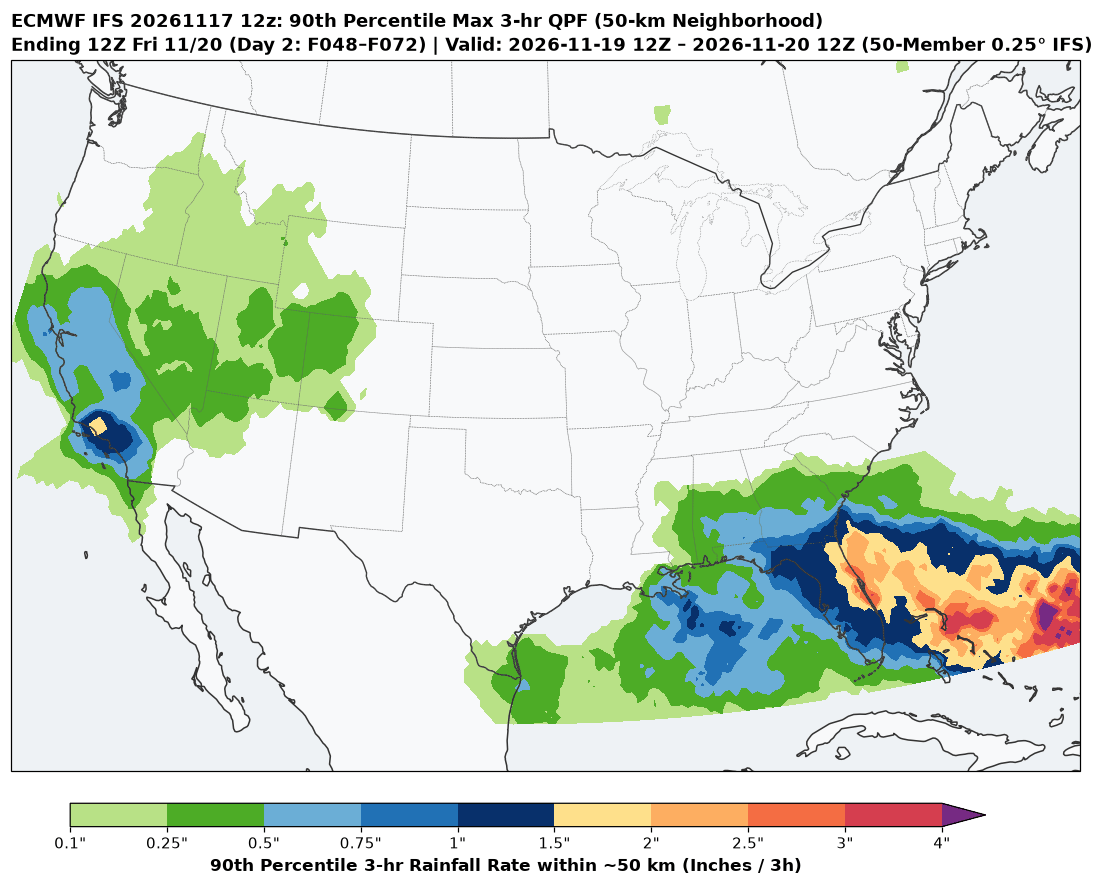 ECMWF IFS 20261117 12z: 90th Percentile Max 3-hr QPF (50-km Neighborhood)
Ending 12Z Fri 11/20 (Day 2: F048–F072) | Valid: 2026-11-19 12Z – 2026-11-20 12Z (50-Member 0.25° IFS)
0.1" 0.25" 0.5" 0.75" 1" 1.5" 2" 2.5" 3" 4"
90th Percentile 3-hr Rainfall Rate within ~50 km (Inches / 3h)